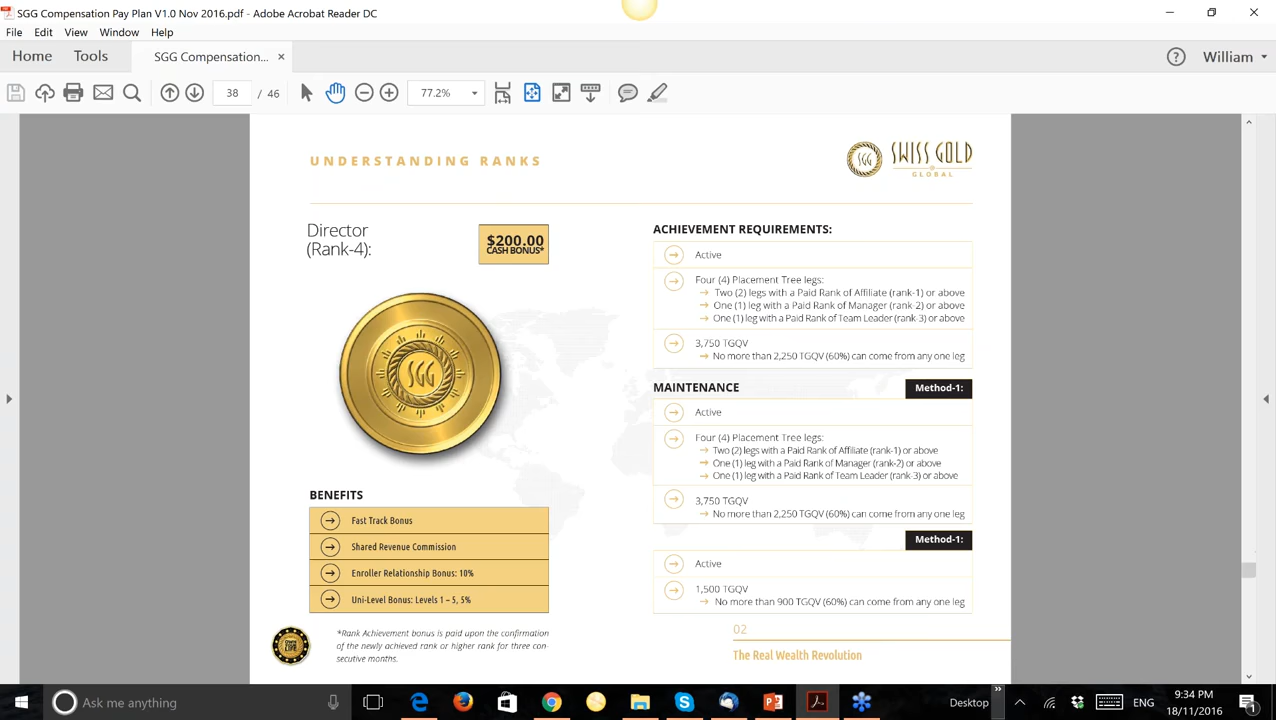 SGG Compensation Pay Plan V1.0 Nov 2016.pdf - Adobe Acrobat Reader DC
File Edit View Window Help
Home Tools SGG Compensation... × William
38 / 46 77.2%
UNDERSTANDING RANKS
SGG SWISS GOLD
GLOBAL
Director
(Rank-4):
$200.00
CASH BONUS*
SGG
BENEFITS
Fast Track Bonus
Shared Revenue Commission
Enroller Relationship Bonus: 10%
Uni-Level Bonus: Levels 1 – 5, 5%
*Rank Achievement bonus is paid upon the confirmation
of the newly achieved rank or higher rank for three con-
secutive months.
ACHIEVEMENT REQUIREMENTS:
Active
Four (4) Placement Tree legs:
Two (2) legs with a Paid Rank of Affiliate (rank-1) or above
One (1) leg with a Paid Rank of Manager (rank-2) or above
One (1) leg with a Paid Rank of Team Leader (rank-3) or above
3,750 TGQV
No more than 2,250 TGQV (60%) can come from any one leg
MAINTENANCE Method-1:
Active
Four (4) Placement Tree legs:
Two (2) legs with a Paid Rank of Affiliate (rank-1) or above
One (1) leg with a Paid Rank of Manager (rank-2) or above
One (1) leg with a Paid Rank of Team Leader (rank-3) or above
3,750 TGQV
No more than 2,250 TGQV (60%) can come from any one leg
Method-1:
Active
1,500 TGQV
No more than 900 TGQV (60%) can come from any one leg
02
The Real Wealth Revolution
Ask me anything
Desktop
ENG
9:34 PM
18/11/2016